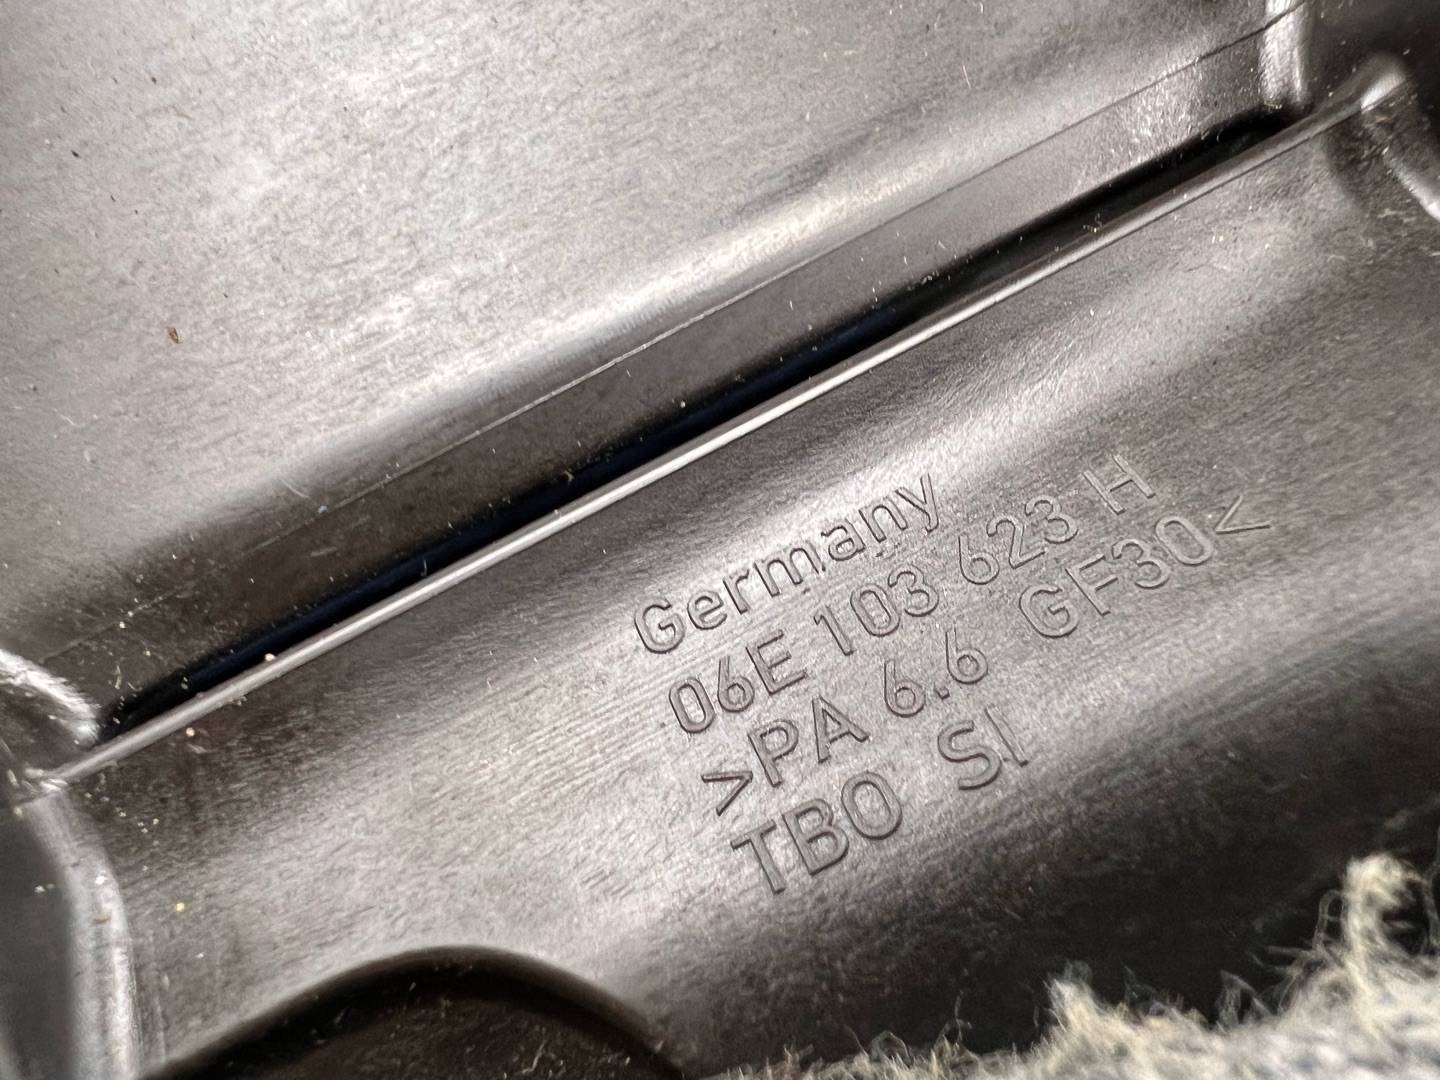 Germany
06E 103 623 H
>PA 6.6 GF30<
TBO SI